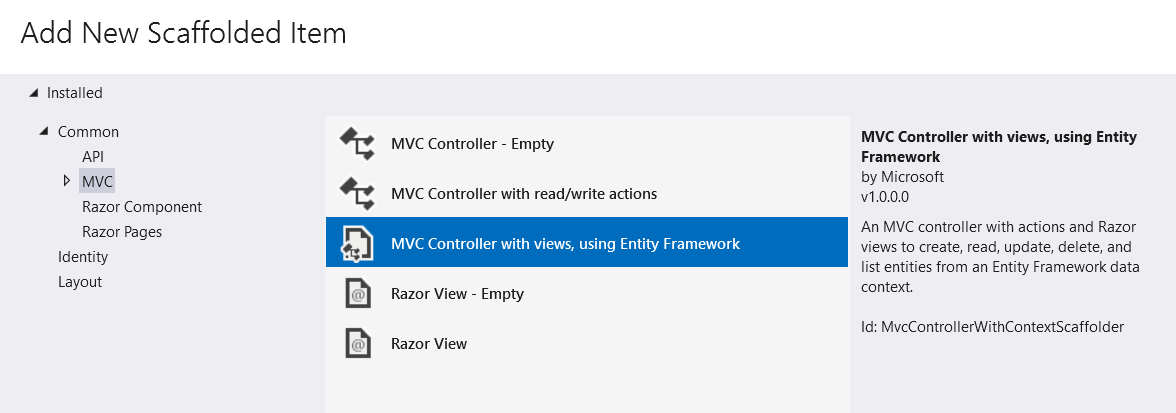 Add New Scaffolded Item
Installed
Common
API
MVC
Razor Component
Razor Pages
Identity
Layout
MVC Controller - Empty
MVC Controller with read/write actions
MVC Controller with views, using Entity Framework
Razor View - Empty
Razor View
MVC Controller with views, using Entity
Framework
by Microsoft
v1.0.0.0
An MVC controller with actions and Razor
views to create, read, update, delete, and
list entities from an Entity Framework data
context.
Id: MvcControllerWithContextScaffolder